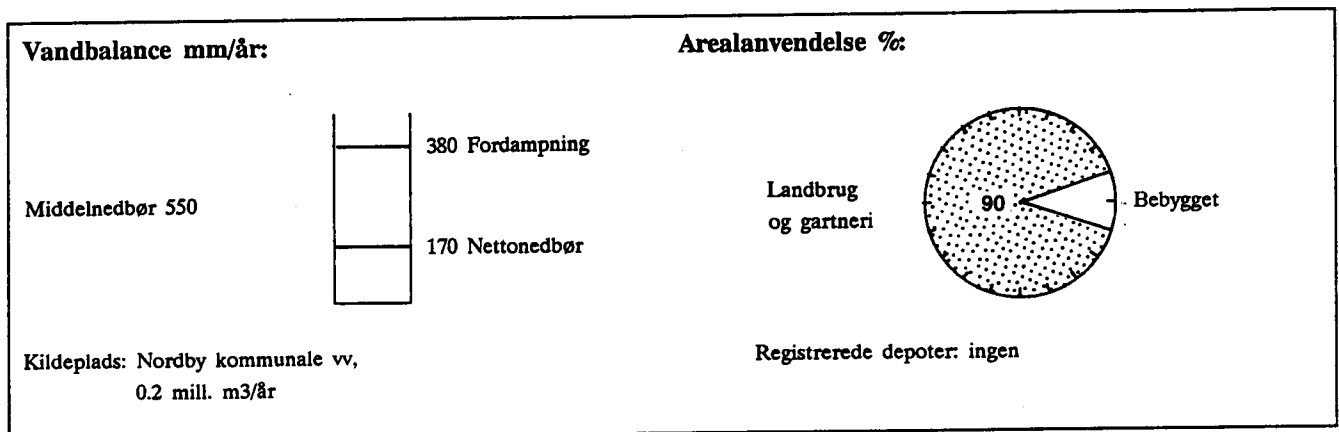 Vandbalance mm/år:
Middelnedbør 550
380 Fordampning
170 Nettonedbør
Kildeplads: Nordby kommunale vv,
0.2 mill. m3/år
Arealanvendelse %:
Landbrug
og gartneri
90
Bebygget
Registrerede depoter: ingen